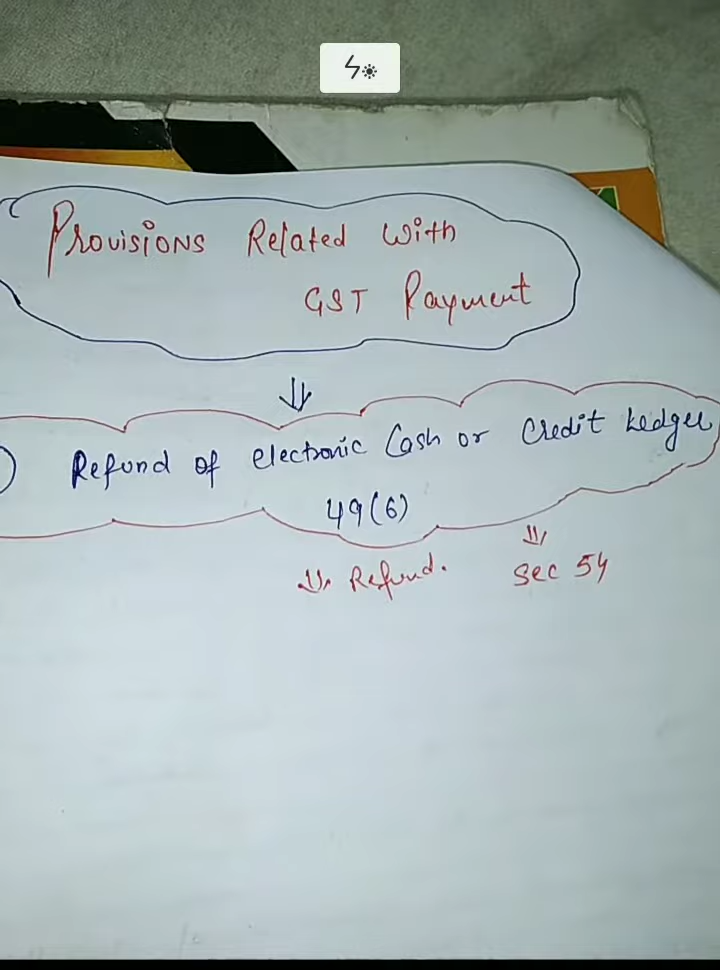 Provisions Related With
GST Payment
Refund of electronic Cash or Credit Ledger
49(6)
Refund.
Sec 54